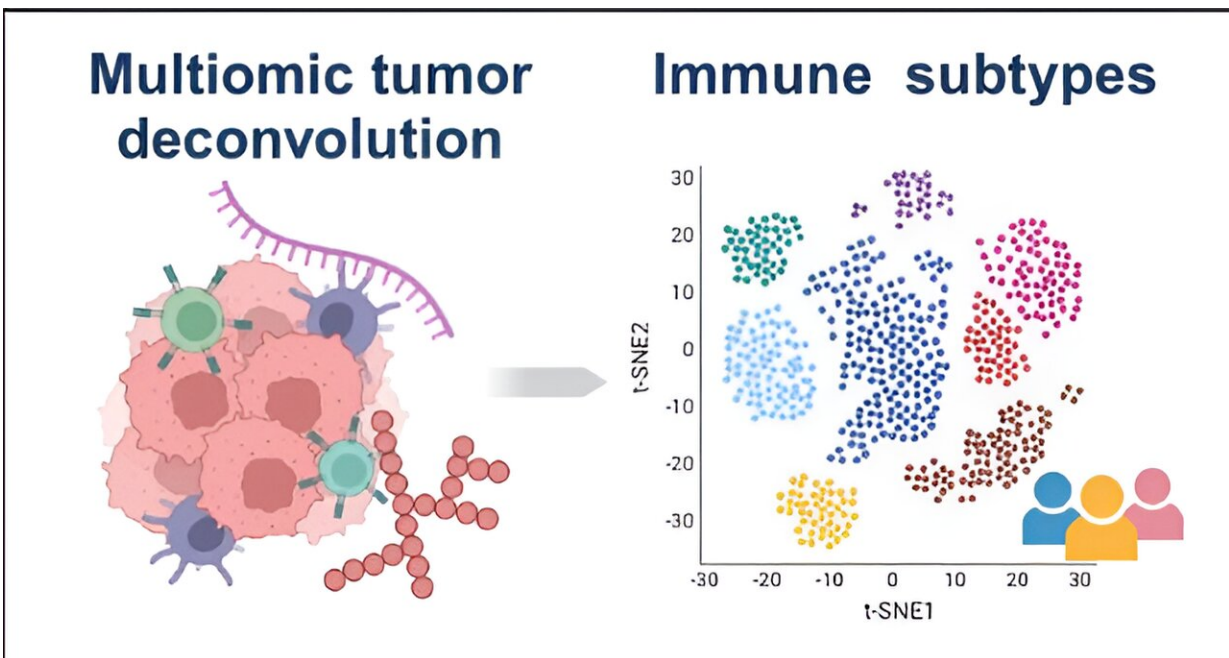 Multiomic tumor
deconvolution
Immune subtypes
30
20
10
0
-10
-20
-30
t-SNE2
-30 -20 -10 0 10 20 30
t-SNE1